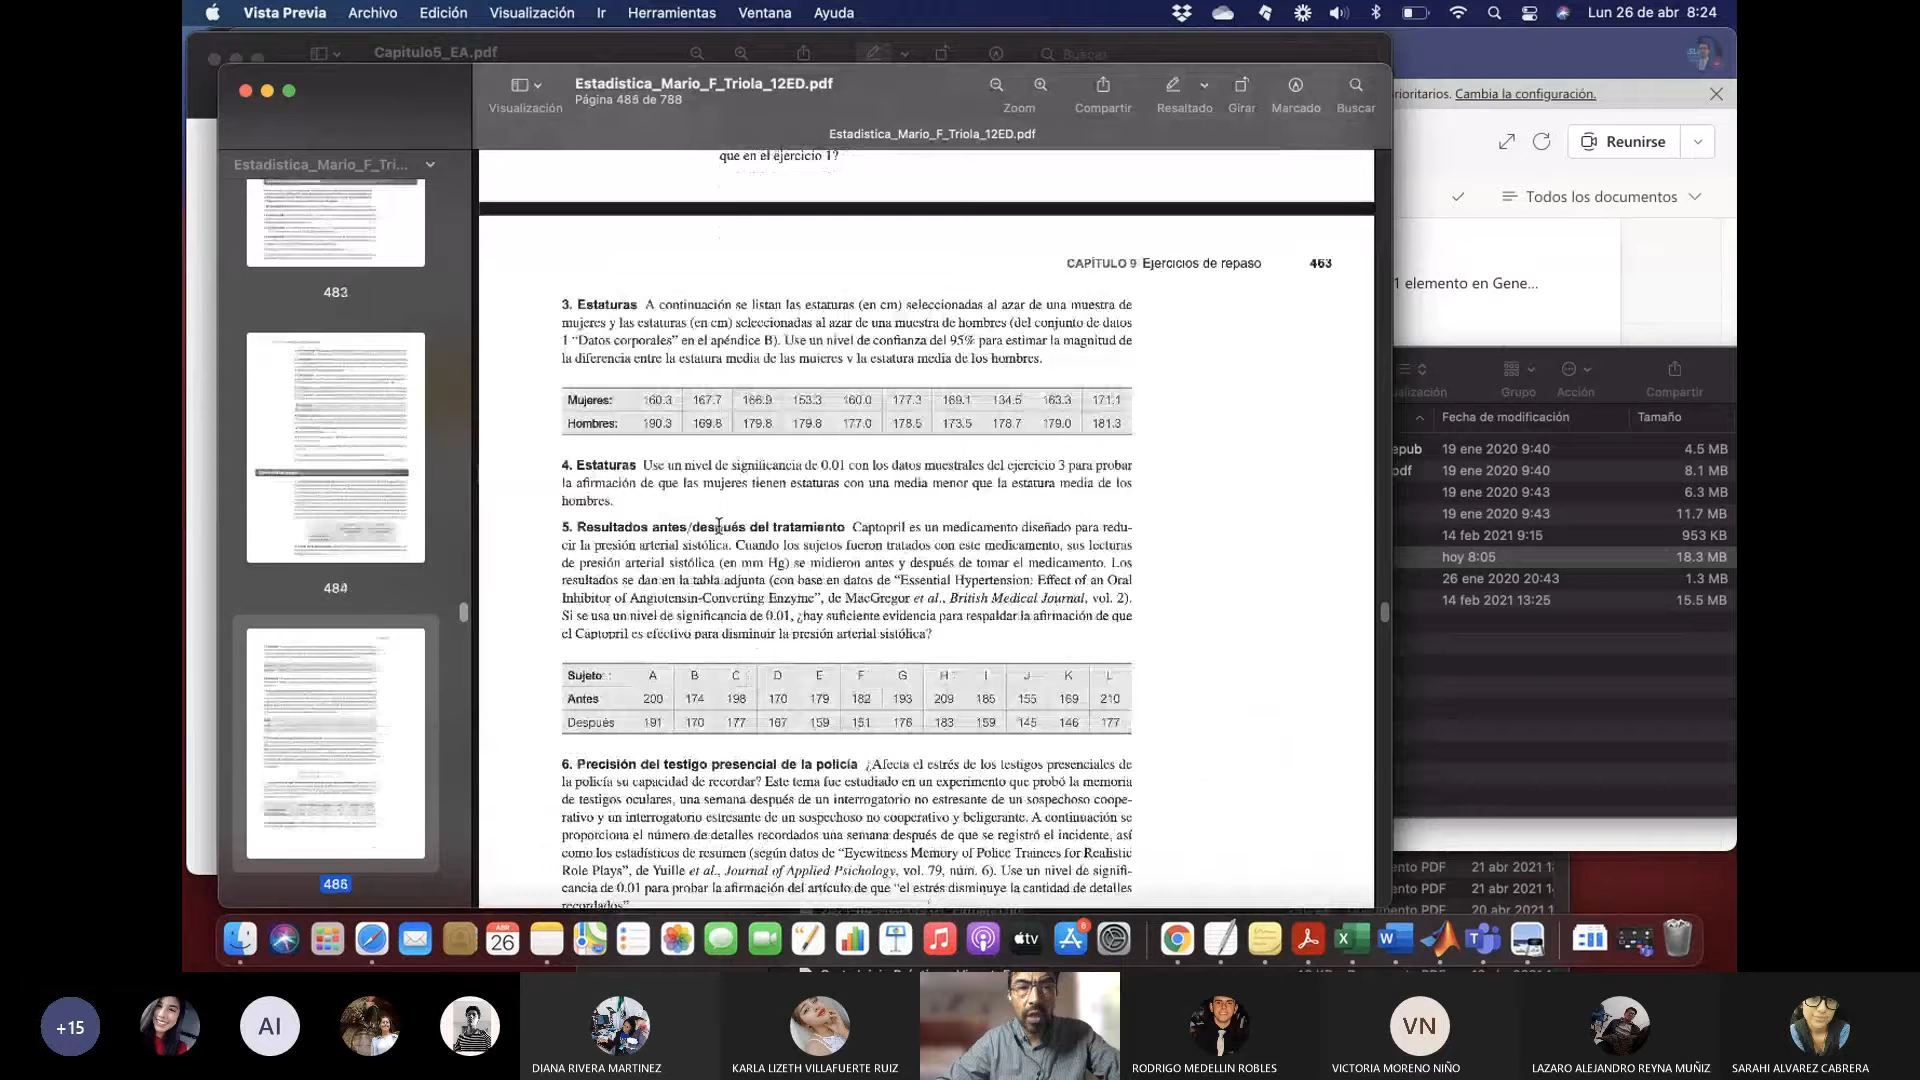 Vista Previa Archivo Edición Visualización Ir Herramientas Ventana Ayuda
Lun 26 de abr 8:24
Capitulo5_EA.pdf
Buscar
Estadistica_Mario_F_Triola_12ED.pdf
Página 486 de 788
Visualización
Zoom
Compartir
Resaltado
Girar
Marcado
Buscar
Estadistica_Mario_F_Triola_12ED.pdf
Estadistica_Mario_F_Tri...
483
484
486
que en el ejercicio 1?
CAPÍTULO 9 Ejercicios de repaso 463
3. Estaturas A continuación se listan las estaturas (en cm) seleccionadas al azar de una muestra de
mujeres y las estaturas (en cm) seleccionadas al azar de una muestra de hombres (del conjunto de datos
1 “Datos corporales” en el apéndice B). Use un nivel de confianza del 95% para estimar la magnitud de
la diferencia entre la estatura media de las mujeres y la estatura media de los hombres.
Mujeres: 160.3 167.7 166.9 153.3 160.0 177.3 169.1 134.5 163.3 171.1
Hombres: 190.3 169.8 179.8 179.8 177.0 178.5 173.5 178.7 179.0 181.3
4. Estaturas Use un nivel de significancia de 0.01 con los datos muestrales del ejercicio 3 para probar
la afirmación de que las mujeres tienen estaturas con una media menor que la estatura media de los
hombres.
5. Resultados antes/después del tratamiento Captopril es un medicamento diseñado para redu-
cir la presión arterial sistólica. Cuando los sujetos fueron tratados con este medicamento, sus lecturas
de presión arterial sistólica (en mm Hg) se midieron antes y después de tomar el medicamento. Los
resultados se dan en la tabla adjunta (con base en datos de “Essential Hypertension: Effect of an Oral
Inhibitor of Angiotensin-Converting Enzyme”, de MacGregor et al., British Medical Journal, vol. 2).
Si se usa un nivel de significancia de 0.01, ¿hay suficiente evidencia para respaldar la afirmación de que
el Captopril es efectivo para disminuir la presión arterial sistólica?
Sujeto A B C D E F G H I J K L
Antes 200 174 198 170 179 182 193 209 185 155 169 210
Después 191 170 177 167 159 151 176 183 159 145 146 177
6. Precisión del testigo presencial de la policía ¿Afecta el estrés de los testigos presenciales de
la policía su capacidad de recordar? Este tema fue estudiado en un experimento que probó la memoria
de testigos oculares, una semana después de un interrogatorio no estresante de un sospechoso coope-
rativo y un interrogatorio estresante de un sospechoso no cooperativo y beligerante. A continuación se
proporciona el número de detalles recordados una semana después de que se registró el incidente, así
como los estadísticos de resumen (según datos de “Eyewitness Memory of Police Trainees for Realistic
Role Plays”, de Yuille et al., Journal of Applied Psichology, vol. 79, núm. 6). Use un nivel de signifi-
cancia de 0.01 para probar la afirmación del artículo de que “el estrés disminuye la cantidad de detalles
recordados”
rioritarios. Cambia la configuración.
Reunirse
Todos los documentos
1 elemento en Gene...
Grupo Acción Compartir
Fecha de modificación Tamaño
epub 19 ene 2020 9:40 4.5 MB
pdf 19 ene 2020 9:40 8.1 MB
19 ene 2020 9:43 6.3 MB
19 ene 2020 9:43 11.7 MB
14 feb 2021 9:15 953 KB
hoy 8:05 18.3 MB
26 ene 2020 20:43 1.3 MB
14 feb 2021 13:25 15.5 MB
ento PDF 21 abr 2021 1
ento PDF 21 abr 2021 1
ento PDF 20 abr 2021 1
ABR
26
tv
8
+15
AI
VN
DIANA RIVERA MARTINEZ
KARLA LIZETH VILLAFUERTE RUIZ
RODRIGO MEDELLIN ROBLES
VICTORIA MORENO NIÑO
LAZARO ALEJANDRO REYNA MUÑIZ
SARAHI ALVAREZ CABRERA